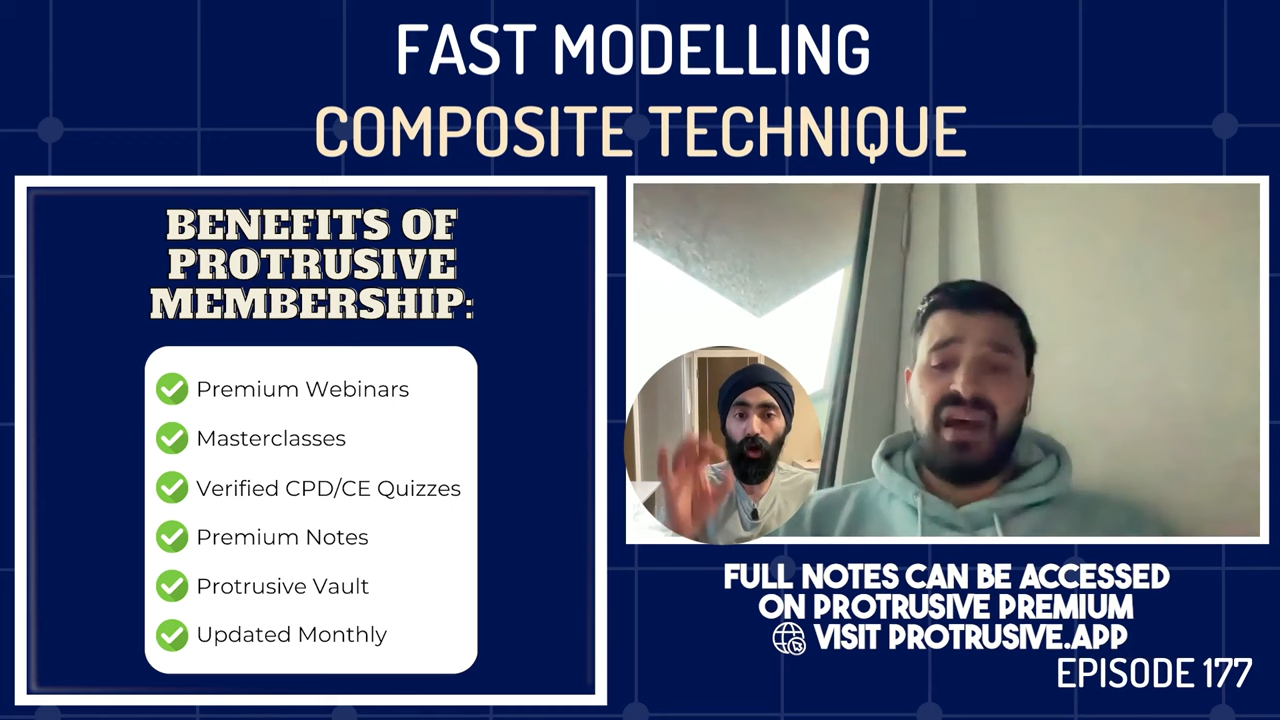 FAST MODELLING
COMPOSITE TECHNIQUE
BENEFITS OF
PROTRUSIVE
MEMBERSHIP:
Premium Webinars
Masterclasses
Verified CPD/CE Quizzes
Premium Notes
Protrusive Vault
Updated Monthly
FULL NOTES CAN BE ACCESSED
ON PROTRUSIVE PREMIUM
VISIT PROTRUSIVE.APP
EPISODE 177